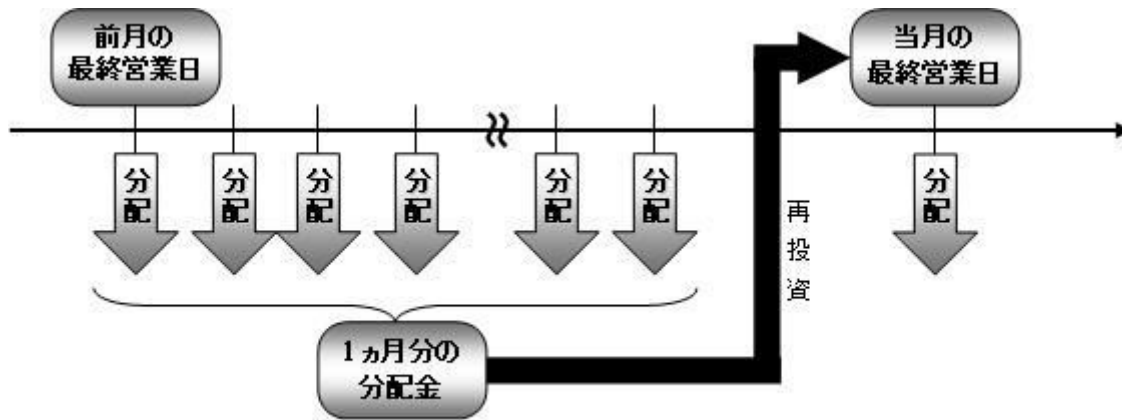 前月の
最終営業日
当月の
最終営業日
分配
分配
分配
分配
分配
分配
分配
再投資
1ヵ月分の
分配金